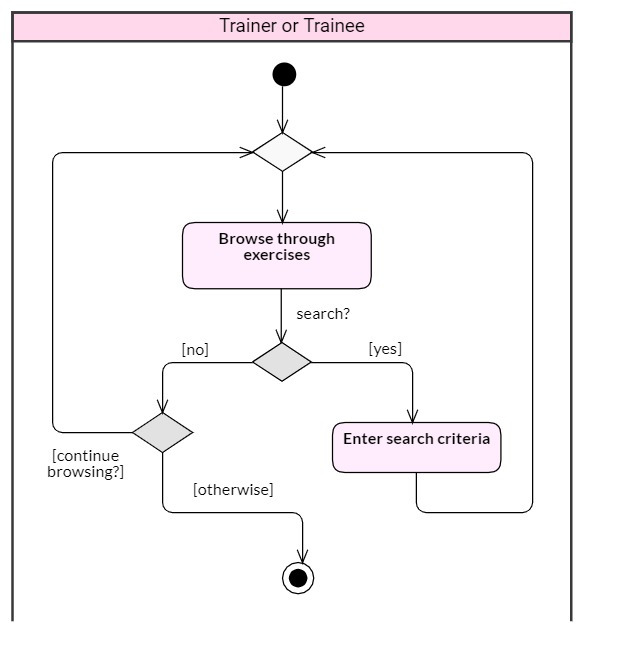 Trainer or Trainee
Browse through
exercises
search?
[no]
[yes]
Enter search criteria
[continue
browsing?]
[otherwise]